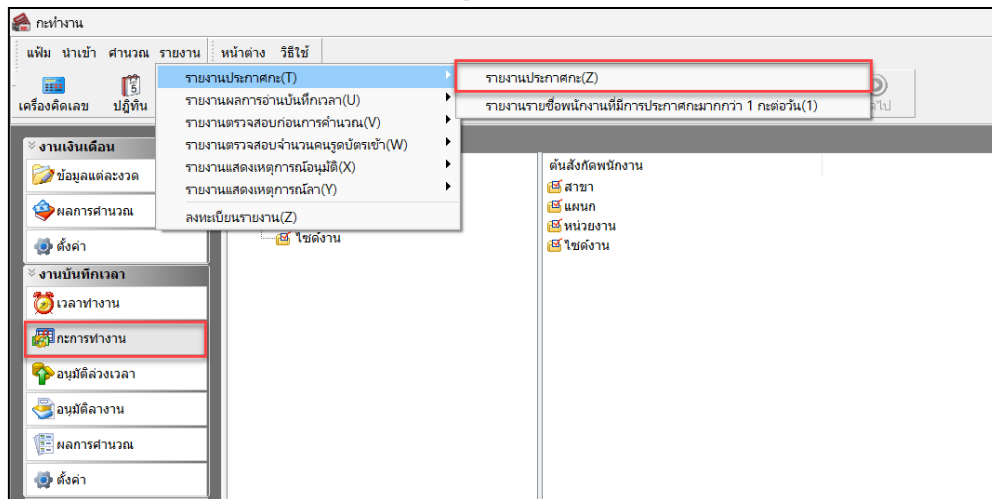 กะทำงาน
แฟ้ม นำเข้า คำนวณ รายงาน หน้าต่าง วิธีใช้
เครื่องคิดเลข ปฏิทิน
รายงานประกาศกะ(T)
รายงานผลการอ่านบันทึกเวลา(U)
รายงานตรวจสอบก่อนการคำนวณ(V)
รายงานตรวจสอบจำนวนคนรูดบัตรเข้า(W)
รายงานแสดงเหตุการณ์อนุมัติ(X)
รายงานแสดงเหตุการณ์ลา(Y)
ลงทะเบียนรายงาน(Z)
รายงานประกาศกะ(Z)
รายงานรายชื่อพนักงานที่มีการประกาศกะมากกว่า 1 กะต่อวัน(1)
งานเงินเดือน
ข้อมูลแต่ละงวด
ผลการคำนวณ
ตั้งค่า
งานบันทึกเวลา
เวลาทำงาน
กะการทำงาน
อนุมัติล่วงเวลา
อนุมัติลางาน
ผลการคำนวณ
ตั้งค่า
ไซด์งาน
ต้นสังกัดพนักงาน
สาขา
แผนก
หน่วยงาน
ไซด์งาน